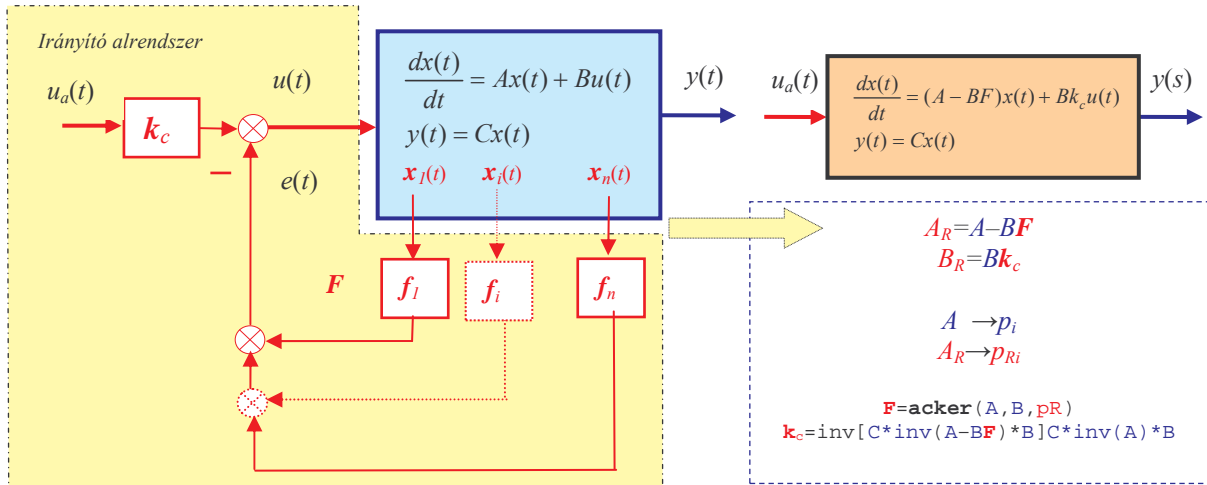 Irányító alrendszer
u_a(t)
k_c
u(t)
−
e(t)
dx(t)/dt = Ax(t) + Bu(t)
y(t) = Cx(t)
x_1(t) x_i(t) x_n(t)
y(t)
F
f_1 f_i f_n
u_a(t)
dx(t)/dt = (A − BF)x(t) + Bk_c u(t)
y(t) = Cx(t)
y(s)
A_R=A−BF
B_R=Bk_c
A →p_i
A_R→p_Ri
F=acker(A,B,pR)
k_c=inv[C*inv(A-BF)*B]C*inv(A)*B